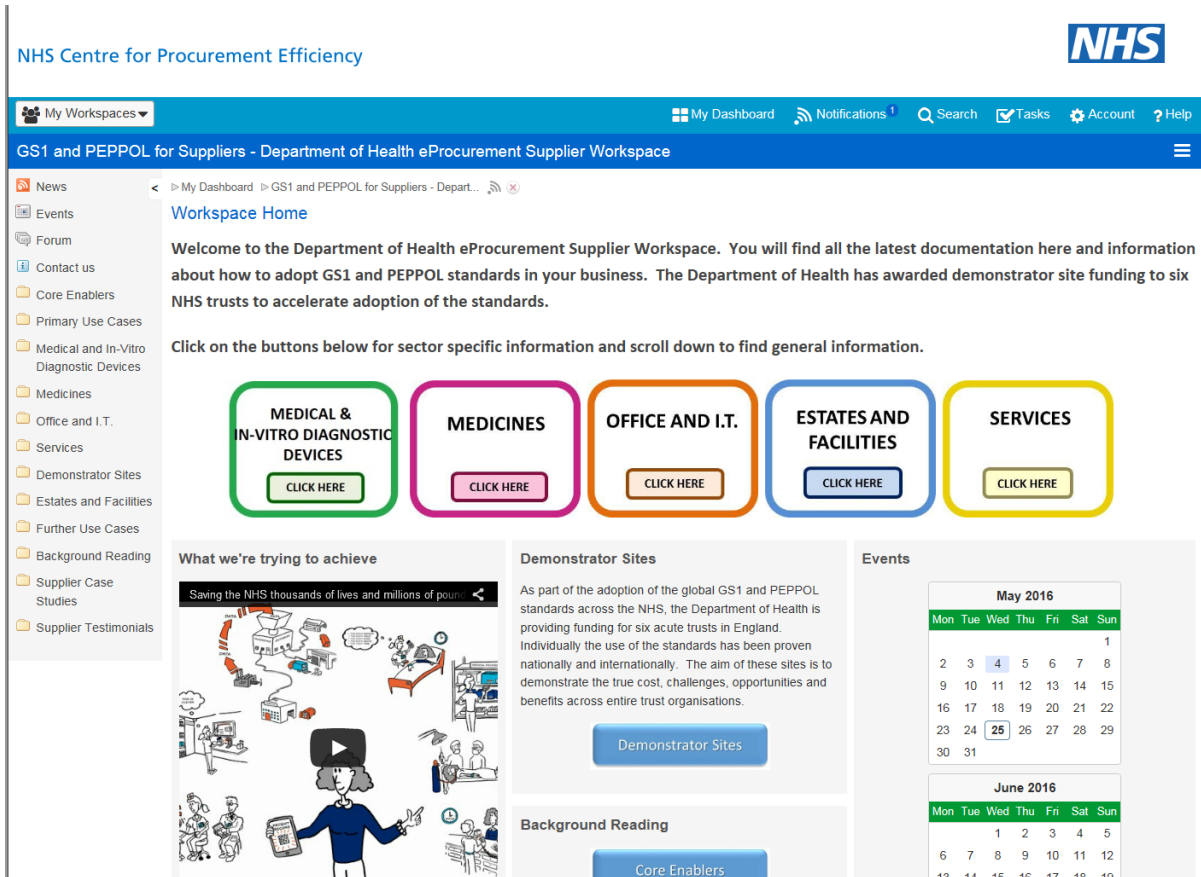 NHS Centre for Procurement Efficiency
NHS
My Workspaces
My Dashboard
Notifications 1
Search
Tasks
Account
? Help
GS1 and PEPPOL for Suppliers - Department of Health eProcurement Supplier Workspace
News
Events
Forum
Contact us
Core Enablers
Primary Use Cases
Medical and In-Vitro
Diagnostic Devices
Medicines
Office and I.T.
Services
Demonstrator Sites
Estates and Facilities
Further Use Cases
Background Reading
Supplier Case
Studies
Supplier Testimonials
<
My Dashboard GS1 and PEPPOL for Suppliers - Depart...
Workspace Home
Welcome to the Department of Health eProcurement Supplier Workspace. You will find all the latest documentation here and information
about how to adopt GS1 and PEPPOL standards in your business. The Department of Health has awarded demonstrator site funding to six
NHS trusts to accelerate adoption of the standards.
Click on the buttons below for sector specific information and scroll down to find general information.
MEDICAL &
IN-VITRO DIAGNOSTIC
DEVICES
CLICK HERE
MEDICINES
CLICK HERE
OFFICE AND I.T.
CLICK HERE
ESTATES AND
FACILITIES
CLICK HERE
SERVICES
CLICK HERE
What we're trying to achieve
Saving the NHS thousands of lives and millions of pound
Demonstrator Sites
As part of the adoption of the global GS1 and PEPPOL
standards across the NHS, the Department of Health is
providing funding for six acute trusts in England.
Individually the use of the standards has been proven
nationally and internationally. The aim of these sites is to
demonstrate the true cost, challenges, opportunities and
benefits across entire trust organisations.
Demonstrator Sites
Background Reading
Core Enablers
Events
May 2016
Mon Tue Wed Thu Fri Sat Sun
1
2 3 4 5 6 7 8
9 10 11 12 13 14 15
16 17 18 19 20 21 22
23 24 25 26 27 28 29
30 31
June 2016
Mon Tue Wed Thu Fri Sat Sun
1 2 3 4 5
6 7 8 9 10 11 12
13 14 15 16 17 18 19